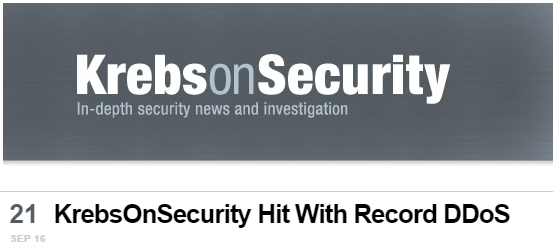 KrebsonSecurity
In-depth security news and investigation
21 KrebsOnSecurity Hit With Record DDoS
SEP 16